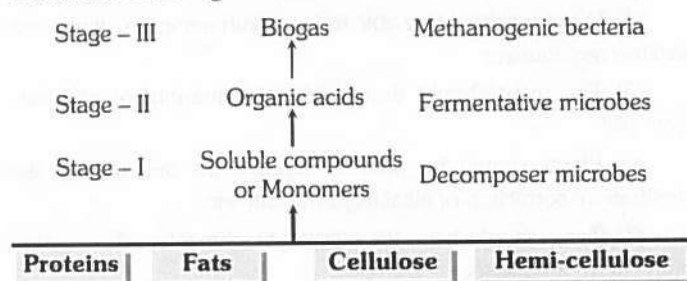 Stage – III Biogas Methanogenic becteria
Stage – II Organic acids Fermentative microbes
Stage – I Soluble compounds or Monomers Decomposer microbes
Proteins Fats Cellulose Hemi-cellulose